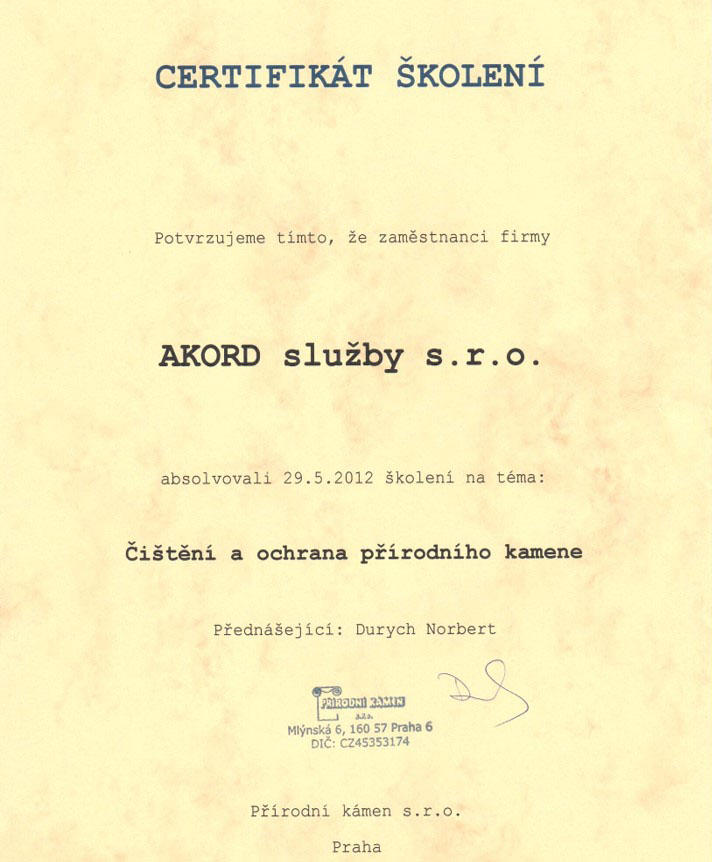 CERTIFIKÁT ŠKOLENÍ
Potvrzujeme tímto, že zaměstnanci firmy
AKORD služby s.r.o.
absolvovali 29.5.2012 školení na téma:
Čištění a ochrana přírodního kamene
Přednášející: Durych Norbert
PŘÍRODNÍ KÁMEN
s.r.o.
Mlýnská 6, 160 57 Praha 6
DIČ: CZ45353174
Přírodní kámen s.r.o.
Praha